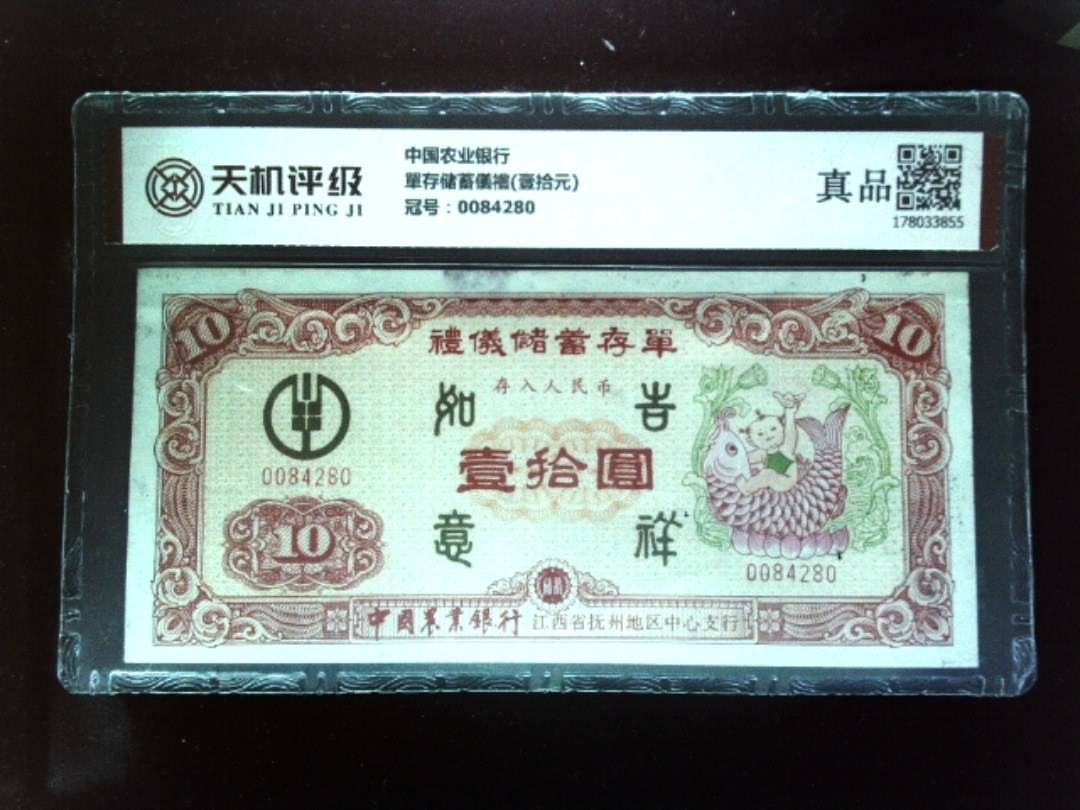 天机评级
TIAN JI PING JI
中国农业银行
單存储蓄儀禮(壹拾元)
冠号：0084280
真品
178033855
10
10
禮儀儲蓄存單
存入人民币
如 吉
0084280
壹拾圓
10
意 祥
0084280
中國農業銀行 江西省抚州地区中心支行